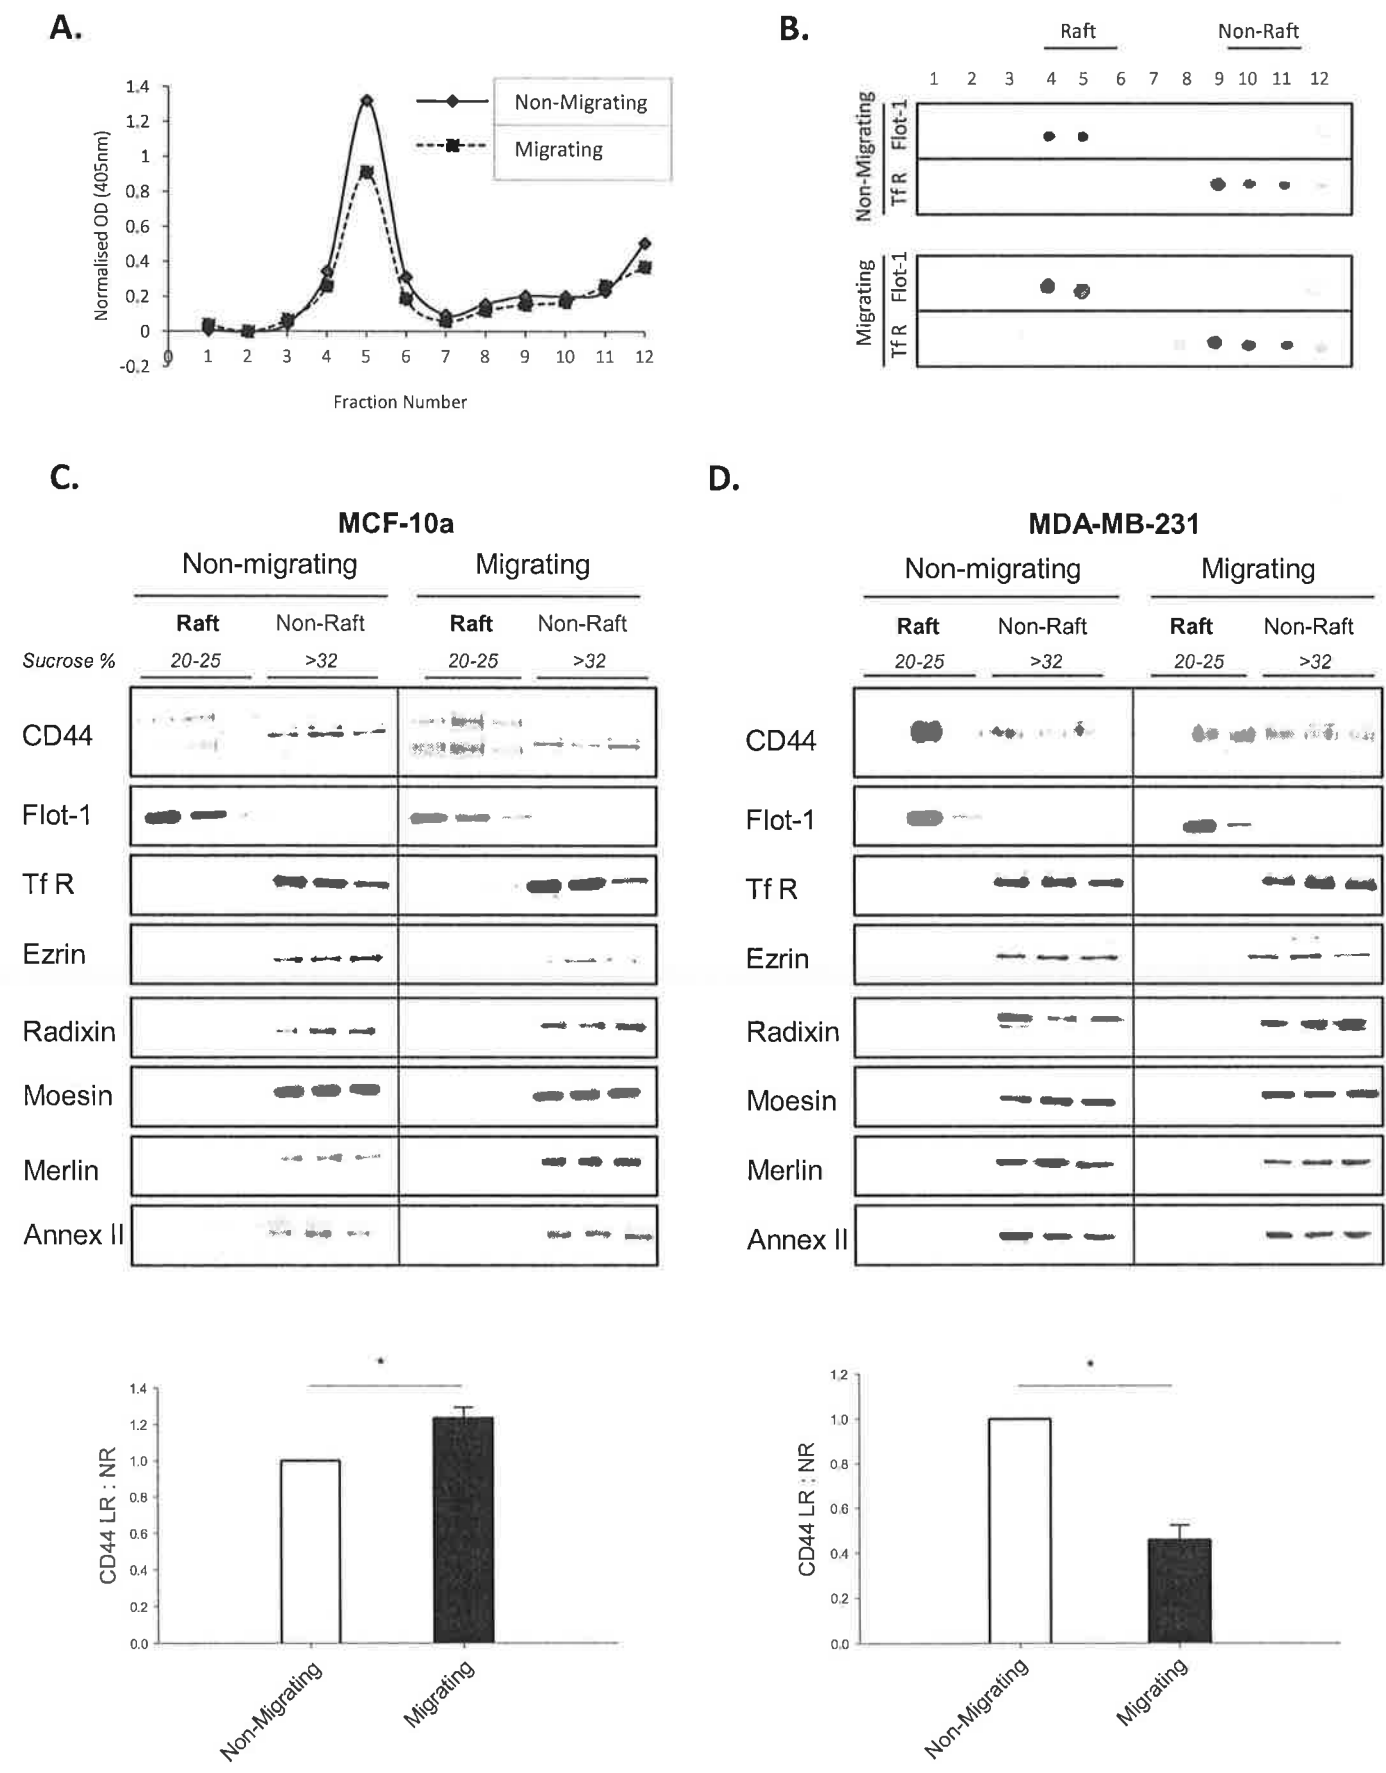 A.
Normalised OD (405nm)
1.4
1.2
1
0.8
0.6
0.4
0.2
0
-0.2
0 1 2 3 4 5 6 7 8 9 10 11 12
Fraction Number
Non-Migrating
Migrating
B.
Raft Non-Raft
1 2 3 4 5 6 7 8 9 10 11 12
Non-Migrating
Flot-1
Tf R
Migrating
Flot-1
Tf R
C.
MCF-10a
Non-migrating Migrating
Raft Non-Raft Raft Non-Raft
Sucrose % 20-25 >32 20-25 >32
CD44
Flot-1
Tf R
Ezrin
Radixin
Moesin
Merlin
Annex II
CD44 LR : NR
1.4
1.2
1.0
0.8
0.6
0.4
0.2
0.0
*
Non-Migrating
Migrating
D.
MDA-MB-231
Non-migrating Migrating
Raft Non-Raft Raft Non-Raft
20-25 >32 20-25 >32
CD44
Flot-1
Tf R
Ezrin
Radixin
Moesin
Merlin
Annex II
CD44 LR : NR
1.2
1.0
0.8
0.6
0.4
0.2
0.0
*
Non-Migrating
Migrating